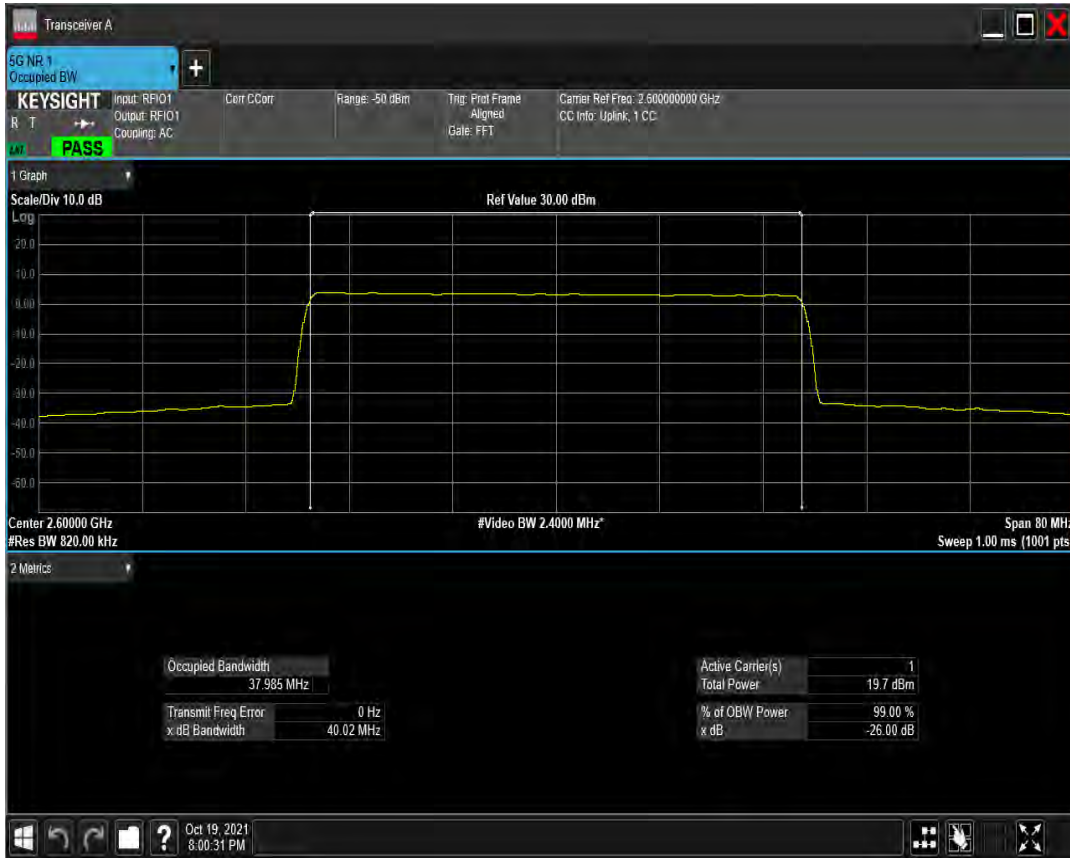 Transceiver A
5G NR 1
Occupied BW
+
KEYSIGHT
R T
PASS
Input: RFIO1
Output: RFIO1
Coupling: AC
Corr CCorr
Range: -50 dBm
Trig: Prot Frame
Aligned
Gate: FFT
Carrier Ref Freq: 2.600000000 GHz
CC Info: Uplink, 1 CC
1 Graph
Scale/Div 10.0 dB
Ref Value 30.00 dBm
Log
20.0
10.0
0.00
-10.0
-20.0
-30.0
-40.0
-50.0
-60.0
Center 2.60000 GHz
#Video BW 2.4000 MHz*
Span 80 MHz
#Res BW 820.00 kHz
Sweep 1.00 ms (1001 pts
2 Metrics
Occupied Bandwidth
37.985 MHz
Transmit Freq Error 0 Hz
x dB Bandwidth 40.02 MHz
Active Carrier(s) 1
Total Power 19.7 dBm
% of OBW Power 99.00 %
x dB -26.00 dB
?
Oct 19, 2021
8:00:31 PM